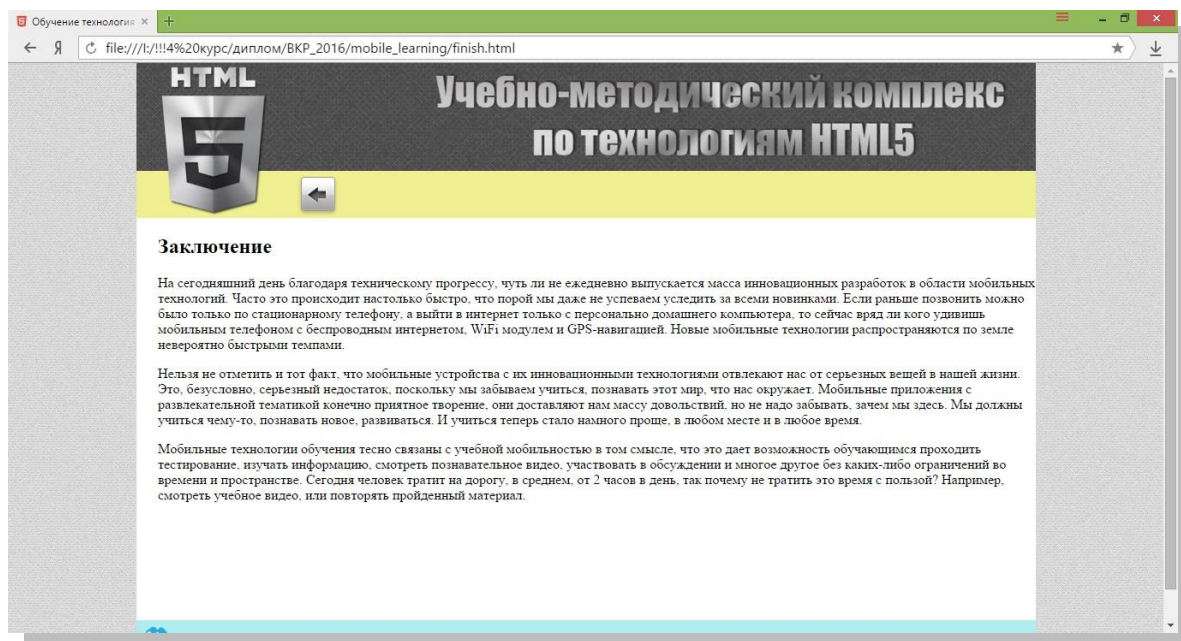 Обучение технология
Я
file:///I:/!!!4%20курс/диплом/ВКР_2016/mobile_learning/finish.html
HTML
5
Учебно-методический комплекс
по технологиям HTML5
Заключение
На сегодняшний день благодаря техническому прогрессу, чуть ли не ежедневно выпускается масса инновационных разработок в области мобильных
технологий. Часто это происходит настолько быстро, что порой мы даже не успеваем уследить за всеми новинками. Если раньше позвонить можно
было только по стационарному телефону, а выйти в интернет только с персонально домашнего компьютера, то сейчас вряд ли кого удивишь
мобильным телефоном с беспроводным интернетом, WiFi модулем и GPS-навигацией. Новые мобильные технологии распространяются по земле
невероятно быстрыми темпами.
Нельзя не отметить и тот факт, что мобильные устройства с их инновационными технологиями отвлекают нас от серьезных вещей в нашей жизни.
Это, безусловно, серьезный недостаток, поскольку мы забываем учиться, познавать этот мир, что нас окружает. Мобильные приложения с
развлекательной тематикой конечно приятное творение, они доставляют нам массу довольствий, но не надо забывать, зачем мы здесь. Мы должны
учиться чему-то, познавать новое, развиваться. И учиться теперь стало намного проще, в любом месте и в любое время.
Мобильные технологии обучения тесно связаны с учебной мобильностью в том смысле, что это дает возможность обучающимся проходить
тестирование, изучать информацию, смотреть познавательное видео, участвовать в обсуждении и многое другое без каких-либо ограничений во
времени и пространстве. Сегодня человек тратит на дорогу, в среднем, от 2 часов в день, так почему не тратить это время с пользой? Например,
смотреть учебное видео, или повторять пройденный материал.